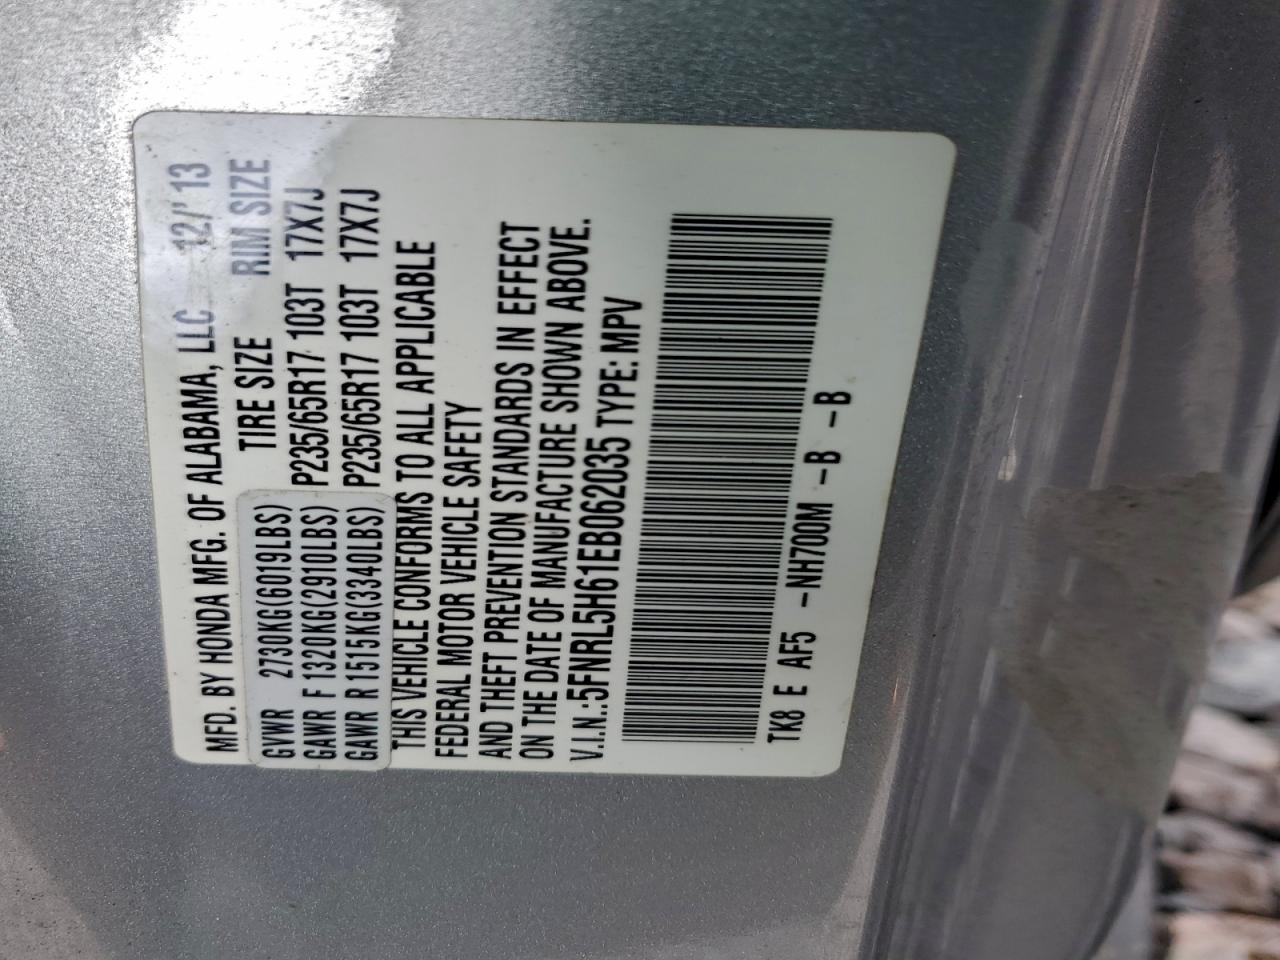 MFD. BY HONDA MFG. OF ALABAMA, LLC 12/'13
TIRE SIZE RIM SIZE
GVWR 2730KG(6019LBS) P235/65R17 103T 17X7J
GAWR F 1320KG(2910LBS) P235/65R17 103T 17X7J
GAWR R 1515KG(3340LBS)
THIS VEHICLE CONFORMS TO ALL APPLICABLE
FEDERAL MOTOR VEHICLE SAFETY
AND THEFT PREVENTION STANDARDS IN EFFECT
ON THE DATE OF MANUFACTURE SHOWN ABOVE.
V.I.N.:5FNRL5H61EB062035 TYPE: MPV
TK8 E AF5 -NH700M -B -B